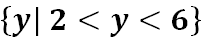 {y| 2 < y < 6}